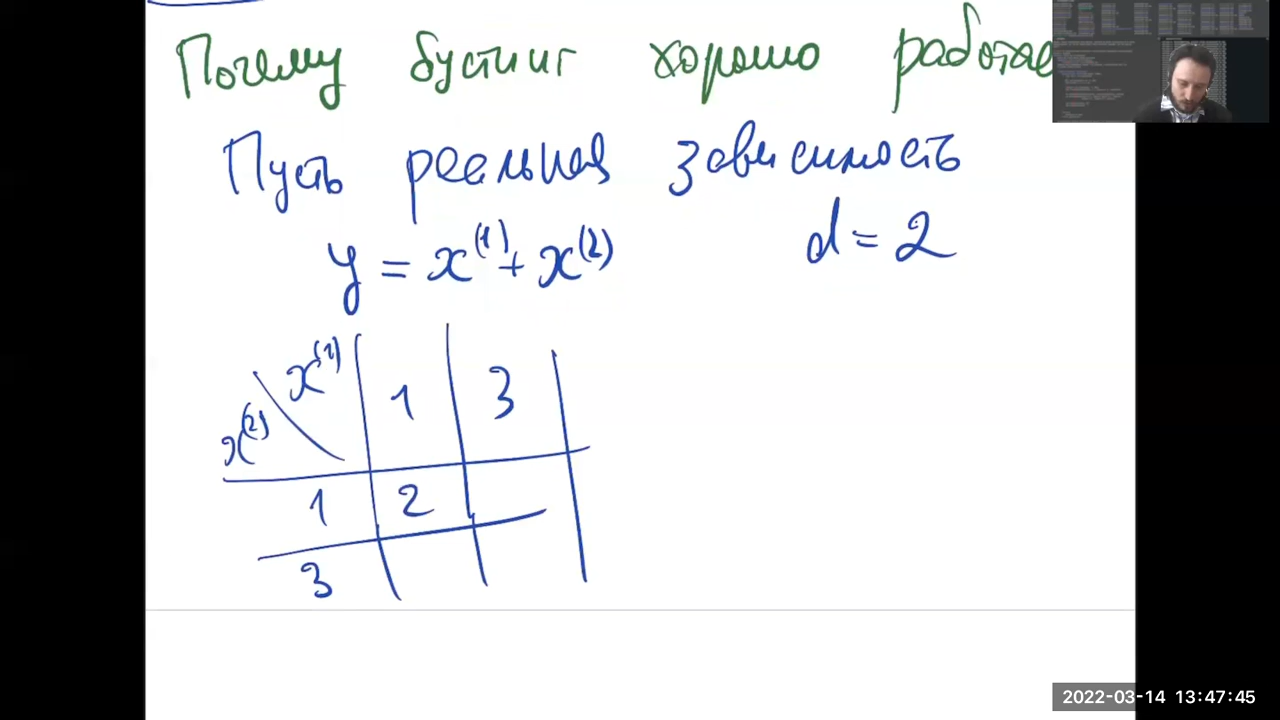 Почему бустинг хорошо работае
Пусть реальная зависимость
y = x⁽¹⁾ + x⁽²⁾ d = 2
x⁽¹⁾ 1 3
x⁽²⁾
1 2
3
2022-03-14 13:47:45